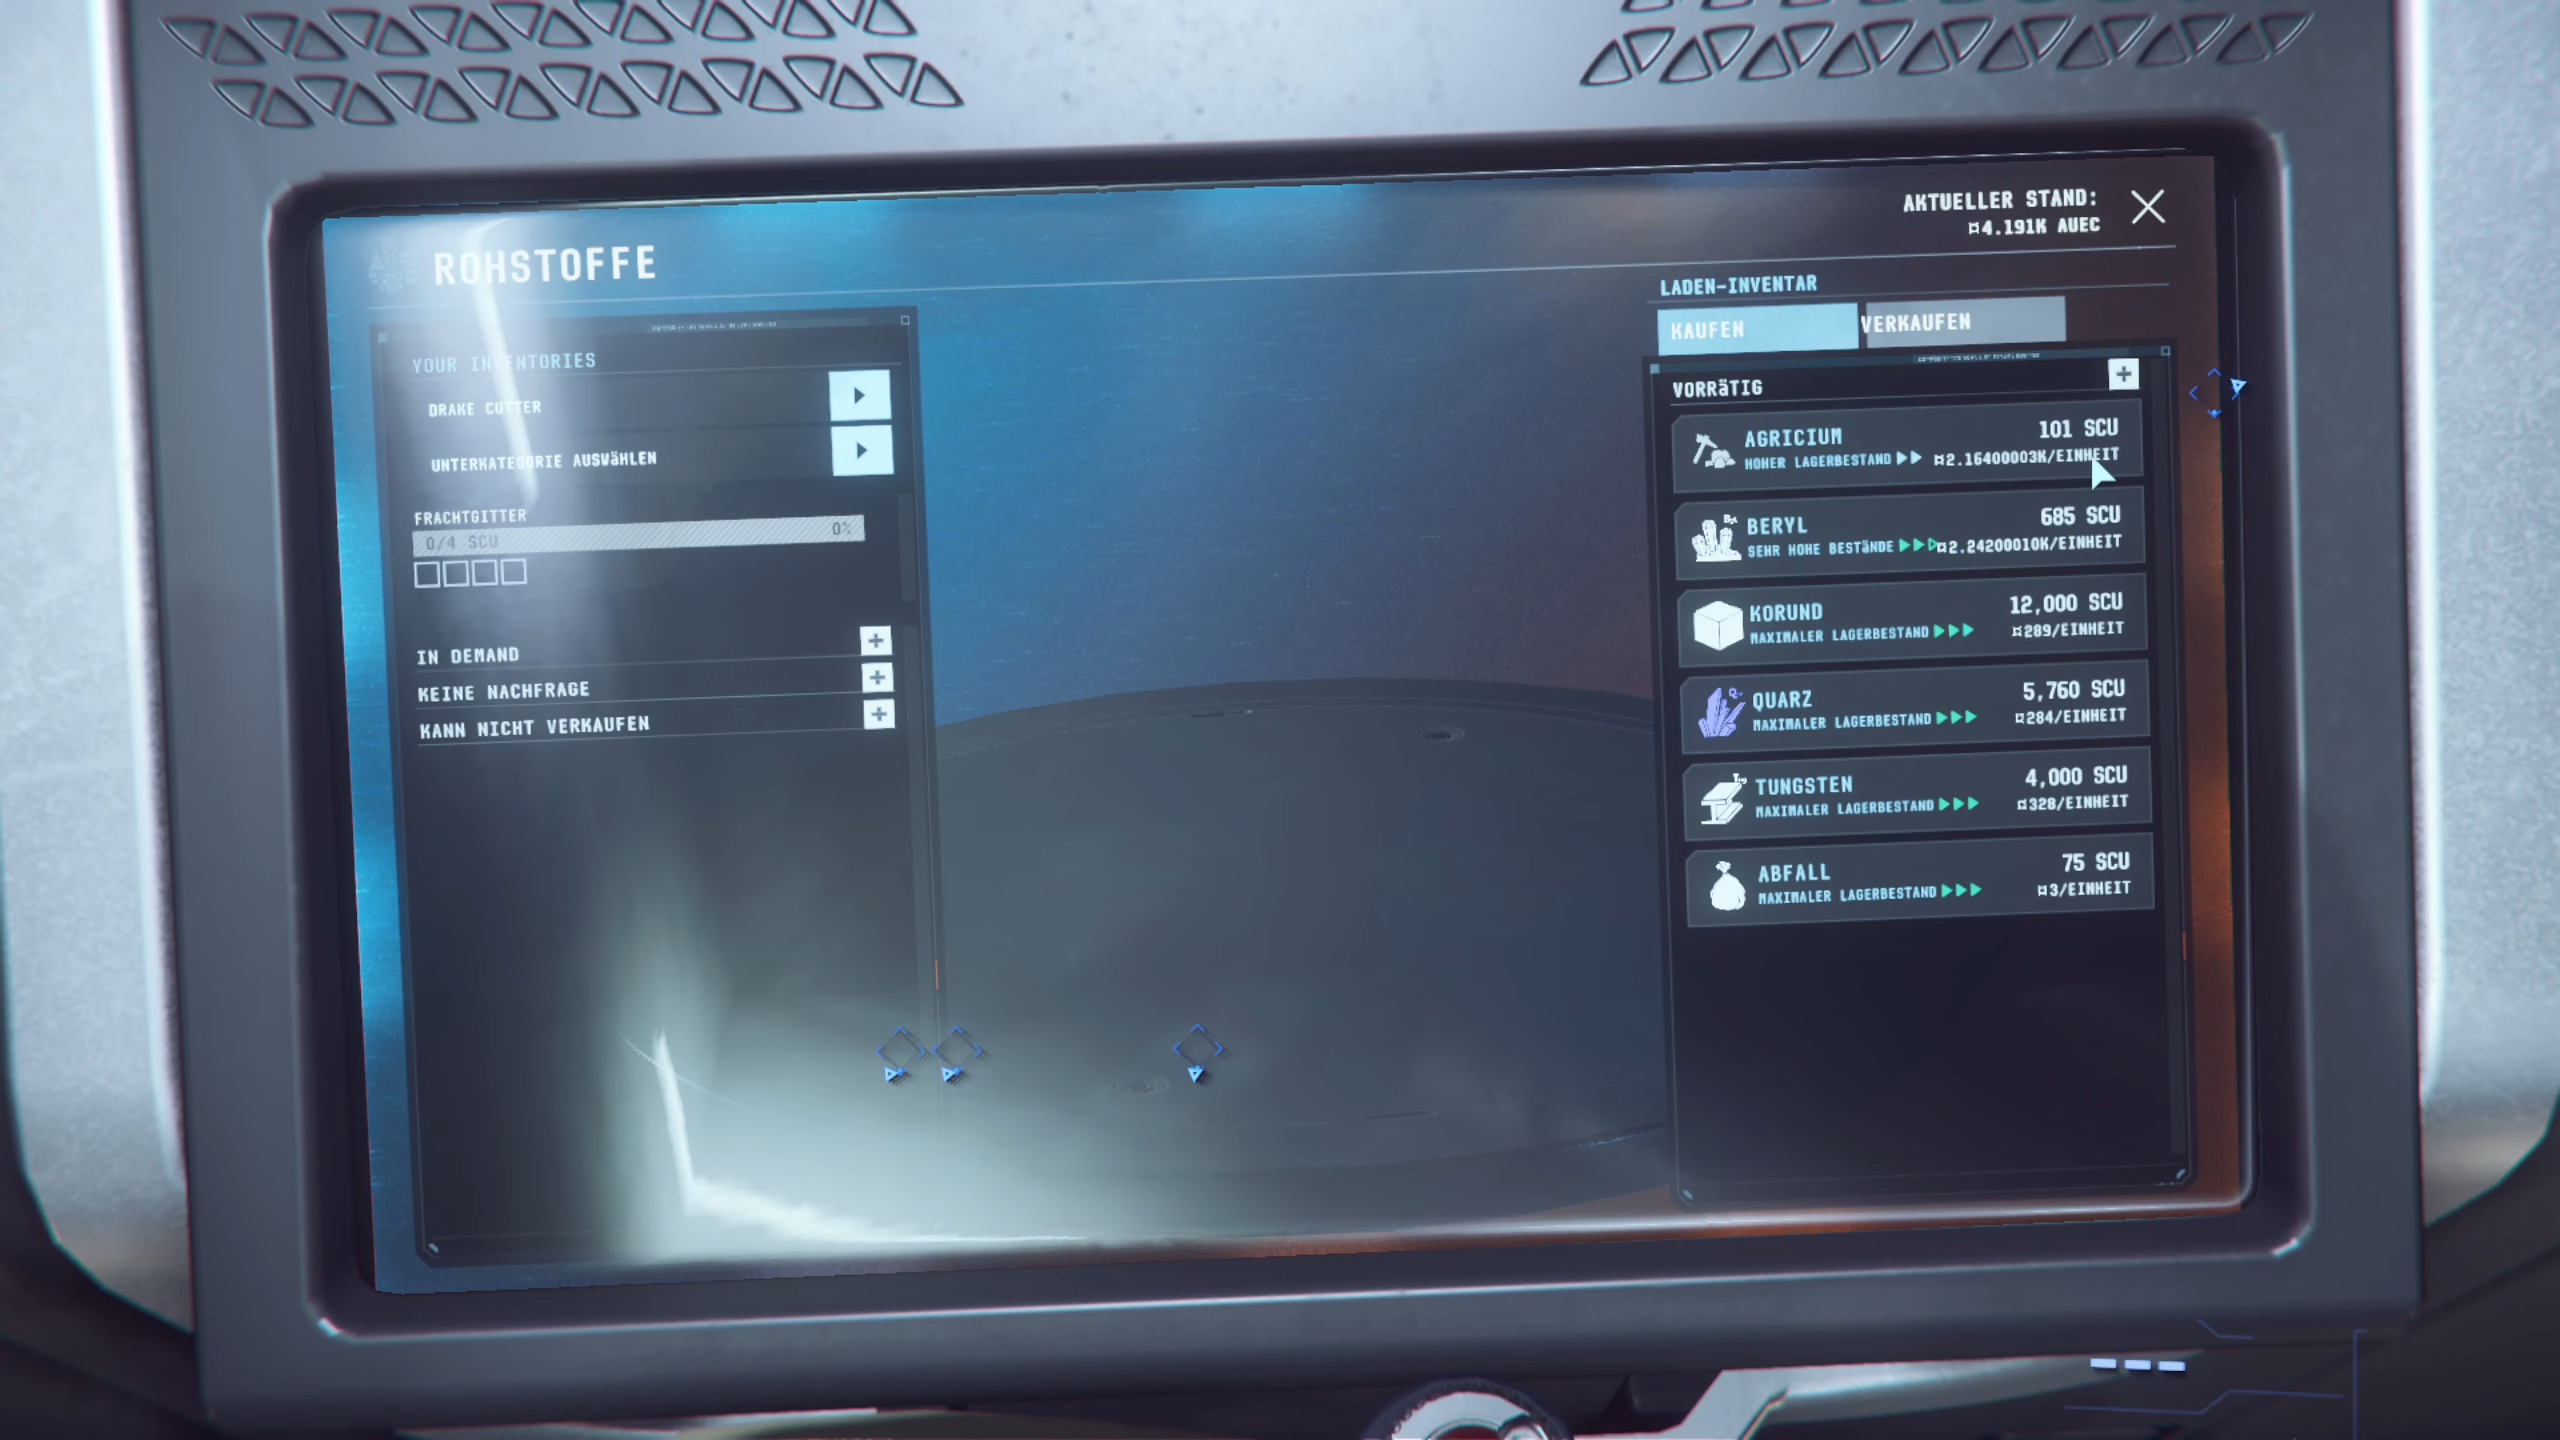 AKTUELLER STAND:
¤4.191K AUEC
ROHSTOFFE
YOUR INVENTORIES
DRAKE CUTTER
UNTERKATEGORIE AUSWäHLEN
FRACHTGITTER
0/4 SCU 0%
IN DEMAND
KEINE NACHFRAGE
KANN NICHT VERKAUFEN
LADEN-INVENTAR
KAUFEN VERKAUFEN
VORRäTIG
AGRICIUM 101 SCU
HOHER LAGERBESTAND ¤2.16400003K/EINHEIT
BERYL 685 SCU
SEHR HOHE BESTäNDE ¤2.24200010K/EINHEIT
KORUND 12,000 SCU
MAXIMALER LAGERBESTAND ¤289/EINHEIT
QUARZ 5,760 SCU
MAXIMALER LAGERBESTAND ¤284/EINHEIT
TUNGSTEN 4,000 SCU
MAXIMALER LAGERBESTAND ¤328/EINHEIT
ABFALL 75 SCU
MAXIMALER LAGERBESTAND ¤3/EINHEIT